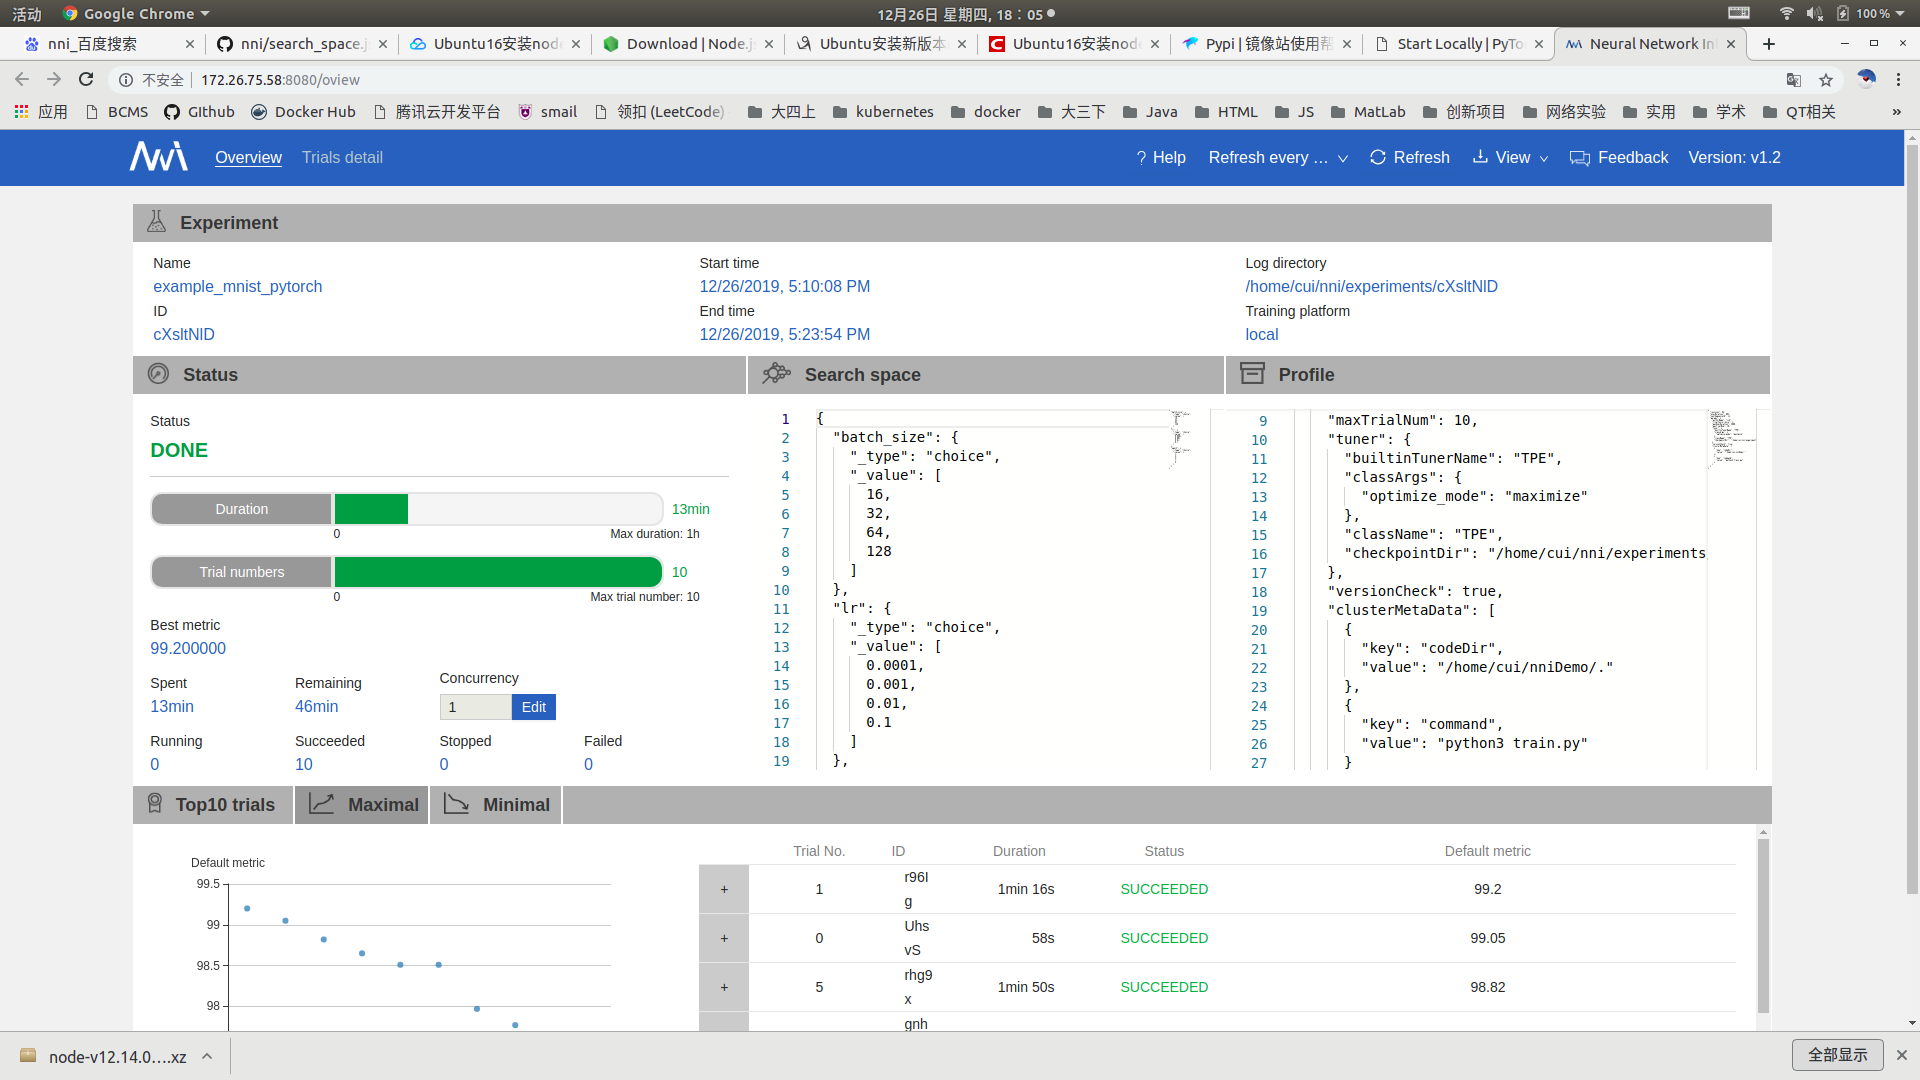 活动 Google Chrome 12月26日 星期四, 18：05 100 %
nni_百度搜索 nni/search_space.j Ubuntu16安装node Download | Node.js Ubuntu安装新版本 Ubuntu16安装node Pypi | 镜像站使用帮 Start Locally | PyTo Neural Network In
不安全 172.26.75.58:8080/oview
应用 BCMS GIthub Docker Hub 腾讯云开发平台 smail 领扣 (LeetCode) 大四上 kubernetes docker 大三下 Java HTML JS MatLab 创新项目 网络实验 实用 学术 QT相关 »
Overview Trials detail ? Help Refresh every ... Refresh View Feedback Version: v1.2
Experiment
Name Start time Log directory
example_mnist_pytorch 12/26/2019, 5:10:08 PM /home/cui/nni/experiments/cXsltNlD
ID End time Training platform
cXsltNlD 12/26/2019, 5:23:54 PM local
Status
Status
DONE
Duration 13min
0 Max duration: 1h
Trial numbers 10
0 Max trial number: 10
Best metric
99.200000
Spent Remaining Concurrency
13min 46min 1 Edit
Running Succeeded Stopped Failed
0 10 0 0
Search space
1 {
2 "batch_size": {
3 "_type": "choice",
4 "_value": [
5 16,
6 32,
7 64,
8 128
9 ]
10 },
11 "lr": {
12 "_type": "choice",
13 "_value": [
14 0.0001,
15 0.001,
16 0.01,
17 0.1
18 ]
19 },
Profile
9 "maxTrialNum": 10,
10 "tuner": {
11 "builtinTunerName": "TPE",
12 "classArgs": {
13 "optimize_mode": "maximize"
14 },
15 "className": "TPE",
16 "checkpointDir": "/home/cui/nni/experiments
17 },
18 "versionCheck": true,
19 "clusterMetaData": [
20 {
21 "key": "codeDir",
22 "value": "/home/cui/nniDemo/."
23 },
24 {
25 "key": "command",
26 "value": "python3 train.py"
27 }
Top10 trials Maximal Minimal
Default metric
99.5
99
98.5
98
Trial No. ID Duration Status Default metric
+ 1 r96I
g 1min 16s SUCCEEDED 99.2
+ 0 Uhs
vS 58s SUCCEEDED 99.05
+ 5 rhg9
x 1min 50s SUCCEEDED 98.82
gnh
node-v12.14.0....xz 全部显示